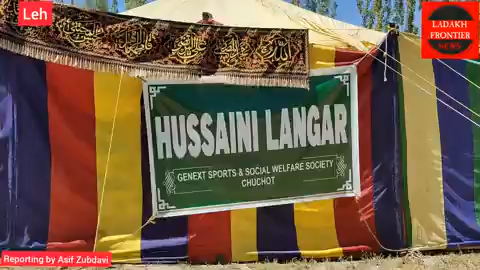 Leh
LADAKH
FRONTIER
NEWS
HUSSAINI LANGAR
GENEXT SPORTS & SOCIAL WELFARE SOCIETY
CHUCHOT
Reporting by Asif Zubdavi